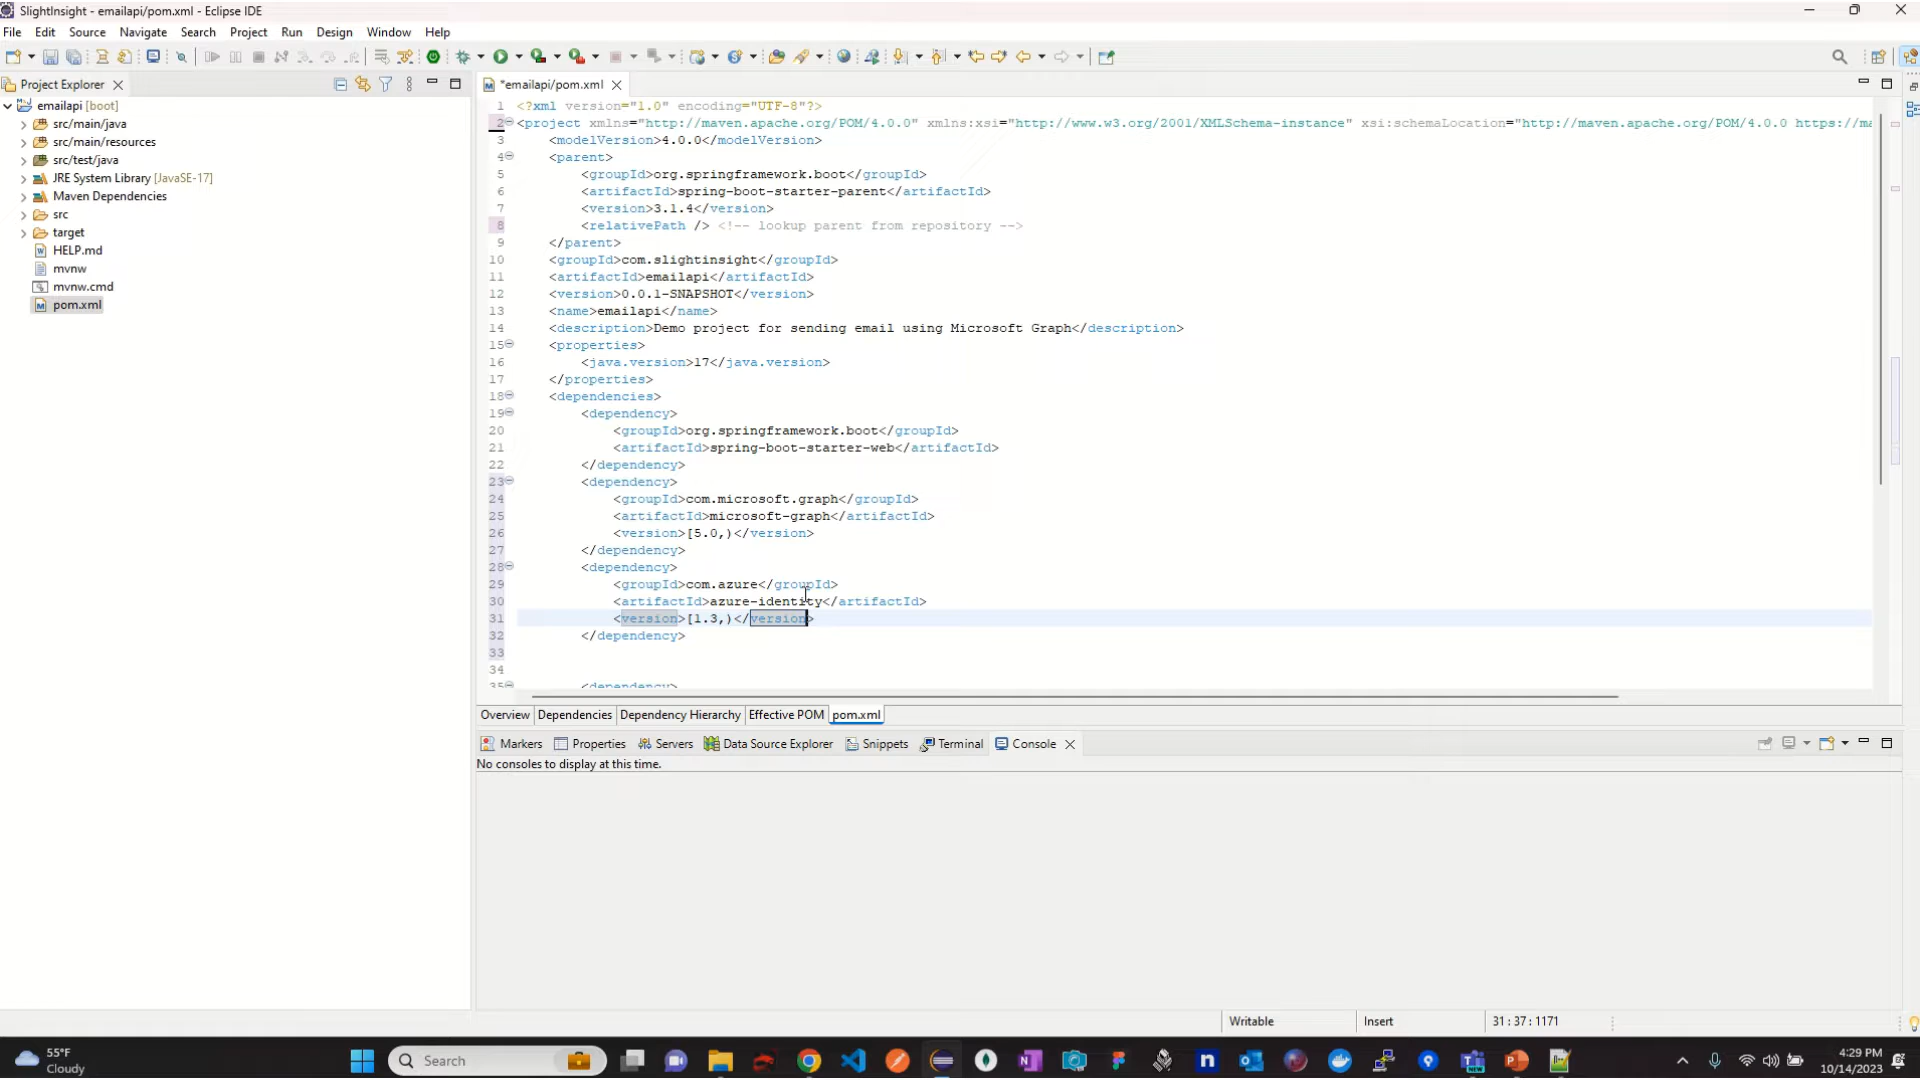 SlightInsight - emailapi/pom.xml - Eclipse IDE
File Edit Source Navigate Search Project Run Design Window Help
Project Explorer
emailapi [boot]
src/main/java
src/main/resources
src/test/java
JRE System Library [JavaSE-17]
Maven Dependencies
src
target
HELP.md
mvnw
mvnw.cmd
pom.xml
*emailapi/pom.xml
1 <?xml version="1.0" encoding="UTF-8"?>
2 <project xmlns="http://maven.apache.org/POM/4.0.0" xmlns:xsi="http://www.w3.org/2001/XMLSchema-instance" xsi:schemaLocation="http://maven.apache.org/POM/4.0.0 https://ma
3 <modelVersion>4.0.0</modelVersion>
4 <parent>
5 <groupId>org.springframework.boot</groupId>
6 <artifactId>spring-boot-starter-parent</artifactId>
7 <version>3.1.4</version>
8 <relativePath /> <!-- lookup parent from repository -->
9 </parent>
10 <groupId>com.slightinsight</groupId>
11 <artifactId>emailapi</artifactId>
12 <version>0.0.1-SNAPSHOT</version>
13 <name>emailapi</name>
14 <description>Demo project for sending email using Microsoft Graph</description>
15 <properties>
16 <java.version>17</java.version>
17 </properties>
18 <dependencies>
19 <dependency>
20 <groupId>org.springframework.boot</groupId>
21 <artifactId>spring-boot-starter-web</artifactId>
22 </dependency>
23 <dependency>
24 <groupId>com.microsoft.graph</groupId>
25 <artifactId>microsoft-graph</artifactId>
26 <version>[5.0,)</version>
27 </dependency>
28 <dependency>
29 <groupId>com.azure</groupId>
30 <artifactId>azure-identity</artifactId>
31 <version>[1.3,)</version>
32 </dependency>
33
34
35 <dependency>
Overview Dependencies Dependency Hierarchy Effective POM pom.xml
Markers Properties Servers Data Source Explorer Snippets Terminal Console
No consoles to display at this time.
Writable Insert 31 : 37 : 1171
55°F
Cloudy
Search
4:29 PM
10/14/2023